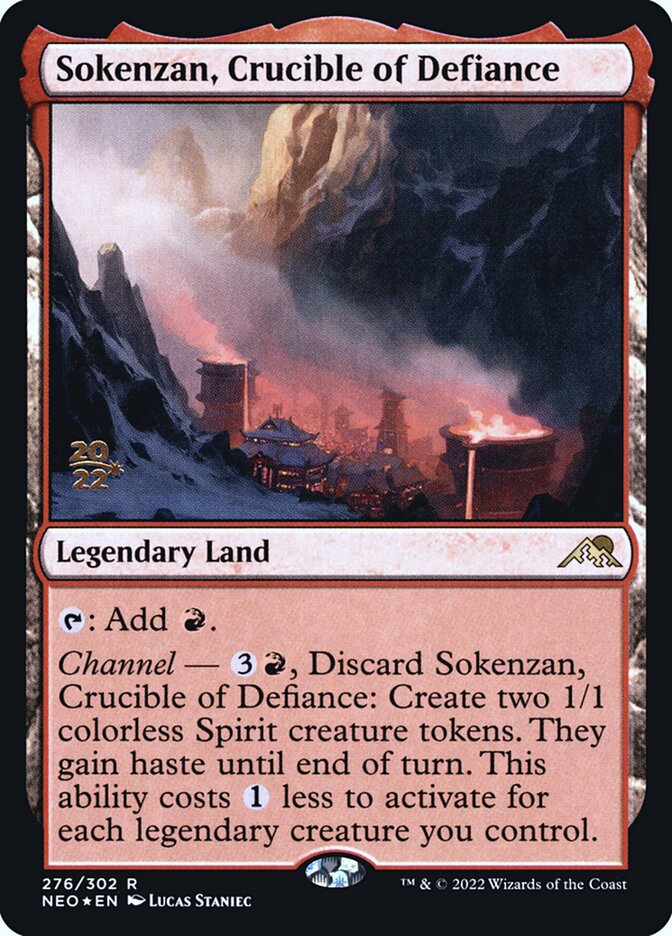 Sokenzan, Crucible of Defiance
20
22
Legendary Land
: Add .
Channel — 3 , Discard Sokenzan,
Crucible of Defiance: Create two 1/1
colorless Spirit creature tokens. They
gain haste until end of turn. This
ability costs 1 less to activate for
each legendary creature you control.
276/302 R
NEO★EN Lucas Staniec
™ & © 2022 Wizards of the Coast